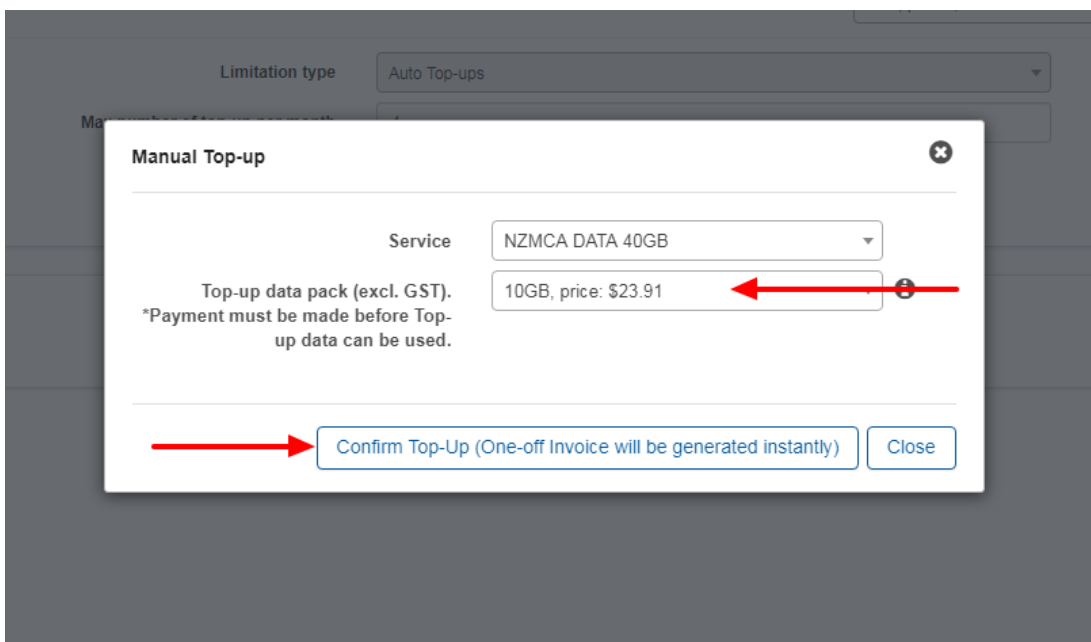 Limitation type
Auto Top-ups
Manual Top-up
Service
NZMCA DATA 40GB
Top-up data pack (excl. GST).
*Payment must be made before Top-
up data can be used.
10GB, price: $23.91
Confirm Top-Up (One-off Invoice will be generated instantly)
Close